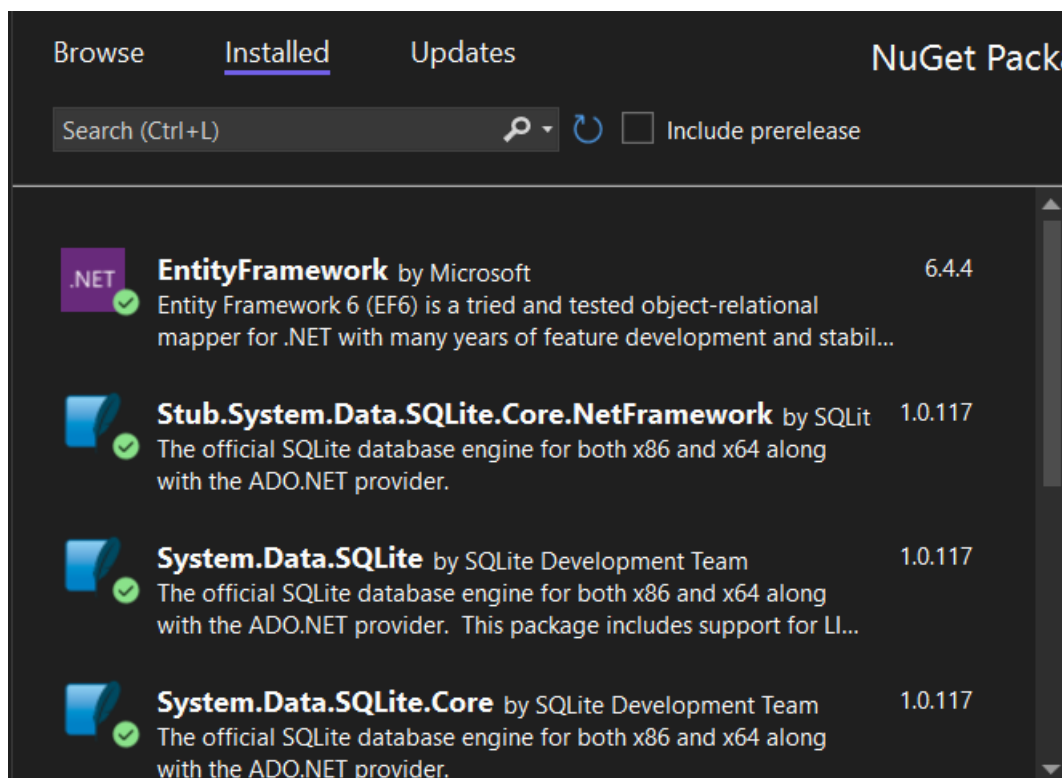 Browse Installed Updates NuGet Packa
Search (Ctrl+L) Include prerelease
.NET EntityFramework by Microsoft 6.4.4
Entity Framework 6 (EF6) is a tried and tested object-relational
mapper for .NET with many years of feature development and stabil...
Stub.System.Data.SQLite.Core.NetFramework by SQLit 1.0.117
The official SQLite database engine for both x86 and x64 along
with the ADO.NET provider.
System.Data.SQLite by SQLite Development Team 1.0.117
The official SQLite database engine for both x86 and x64 along
with the ADO.NET provider. This package includes support for LI...
System.Data.SQLite.Core by SQLite Development Team 1.0.117
The official SQLite database engine for both x86 and x64 along
with the ADO.NET provider.